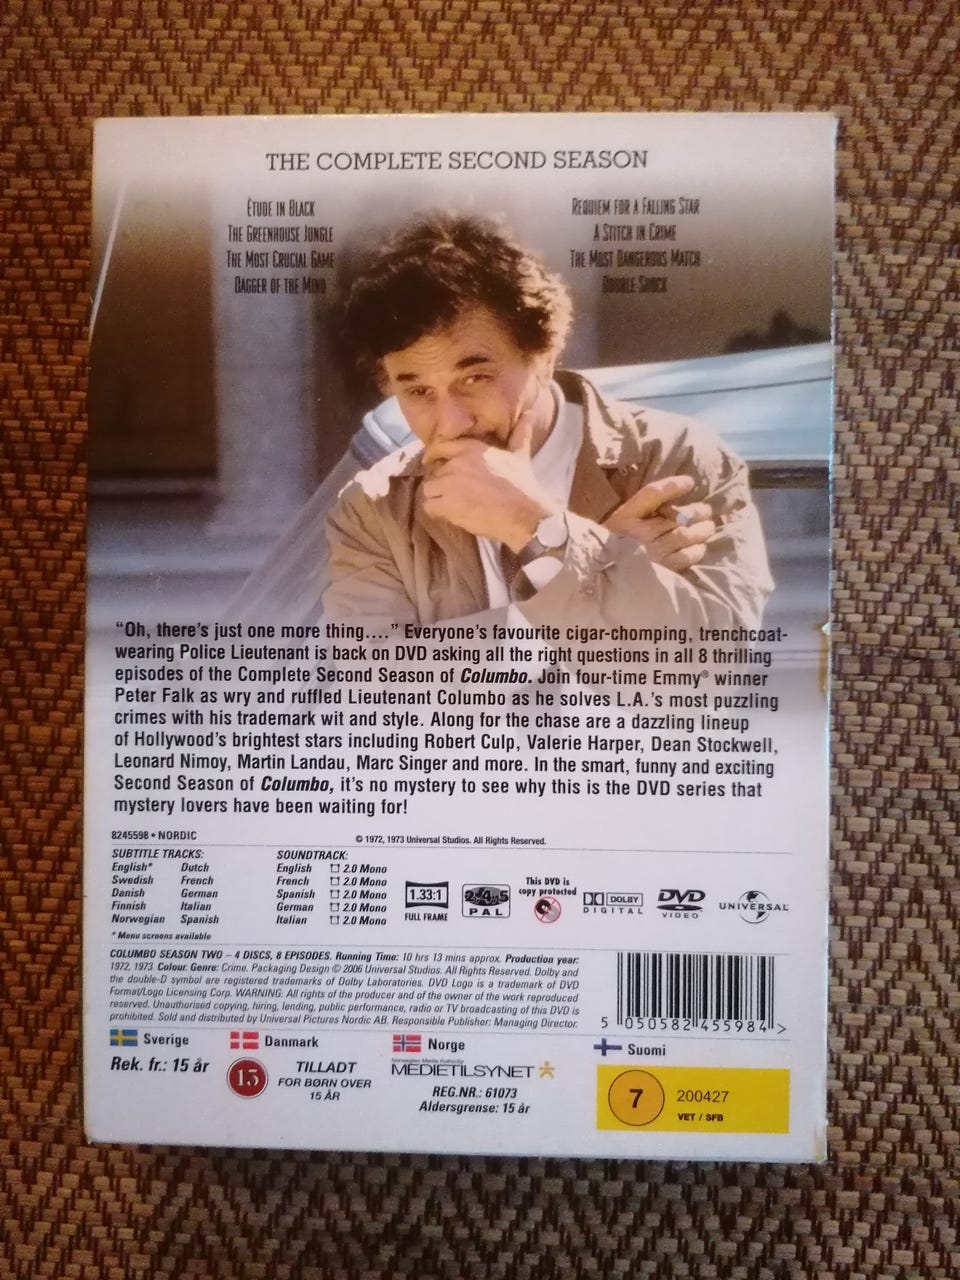 THE COMPLETE SECOND SEASON
ÉTUDE IN BLACK
THE GREENHOUSE JUNGLE
THE MOST CRUCIAL GAME
DAGGER OF THE MIND
REQUIEM FOR A FALLING STAR
A STITCH IN CRIME
THE MOST DANGEROUS MATCH
DOUBLE SHOCK
“Oh, there’s just one more thing....” Everyone’s favourite cigar-chomping, trenchcoat-
wearing Police Lieutenant is back on DVD asking all the right questions in all 8 thrilling
episodes of the Complete Second Season of Columbo. Join four-time Emmy® winner
Peter Falk as wry and ruffled Lieutenant Columbo as he solves L.A.’s most puzzling
crimes with his trademark wit and style. Along for the chase are a dazzling lineup
of Hollywood’s brightest stars including Robert Culp, Valerie Harper, Dean Stockwell,
Leonard Nimoy, Martin Landau, Marc Singer and more. In the smart, funny and exciting
Second Season of Columbo, it’s no mystery to see why this is the DVD series that
mystery lovers have been waiting for!
8245598 • NORDIC
© 1972, 1973 Universal Studios. All Rights Reserved.
SUBTITLE TRACKS:
English* Dutch
Swedish French
Danish German
Finnish Italian
Norwegian Spanish
* Menu screens available
SOUNDTRACK:
English 2.0 Mono
French 2.0 Mono
Spanish 2.0 Mono
German 2.0 Mono
Italian 2.0 Mono
1.33:1
FULL FRAME
2•4•5
PAL
This DVD is
copy protected
DOLBY
DIGITAL
DVD
VIDEO
UNIVERSAL
COLUMBO SEASON TWO – 4 DISCS, 8 EPISODES. Running Time: 10 hrs 13 mins approx. Production year:
1972, 1973. Colour. Genre: Crime. Packaging Design © 2006 Universal Studios. All Rights Reserved. Dolby and
the double-D symbol are registered trademarks of Dolby Laboratories. DVD Logo is a trademark of DVD
Format/Logo Licensing Corp. WARNING: All rights of the producer and of the owner of the work reproduced
reserved. Unauthorised copying, hiring, lending, public performance, radio or TV broadcasting of this DVD is
prohibited. Sold and distributed by Universal Pictures Nordic AB. Responsible Publisher: Managing Director.
5 050582 455984 >
Sverige
Rek. fr.: 15 år
Danmark
15
TILLADT
FOR BØRN OVER
15 ÅR
Norge
Norwegian Media Authority
MEDIETILSYNET
REG.NR.: 61073
Aldersgrense: 15 år
Suomi
7
200427
VET / SFB